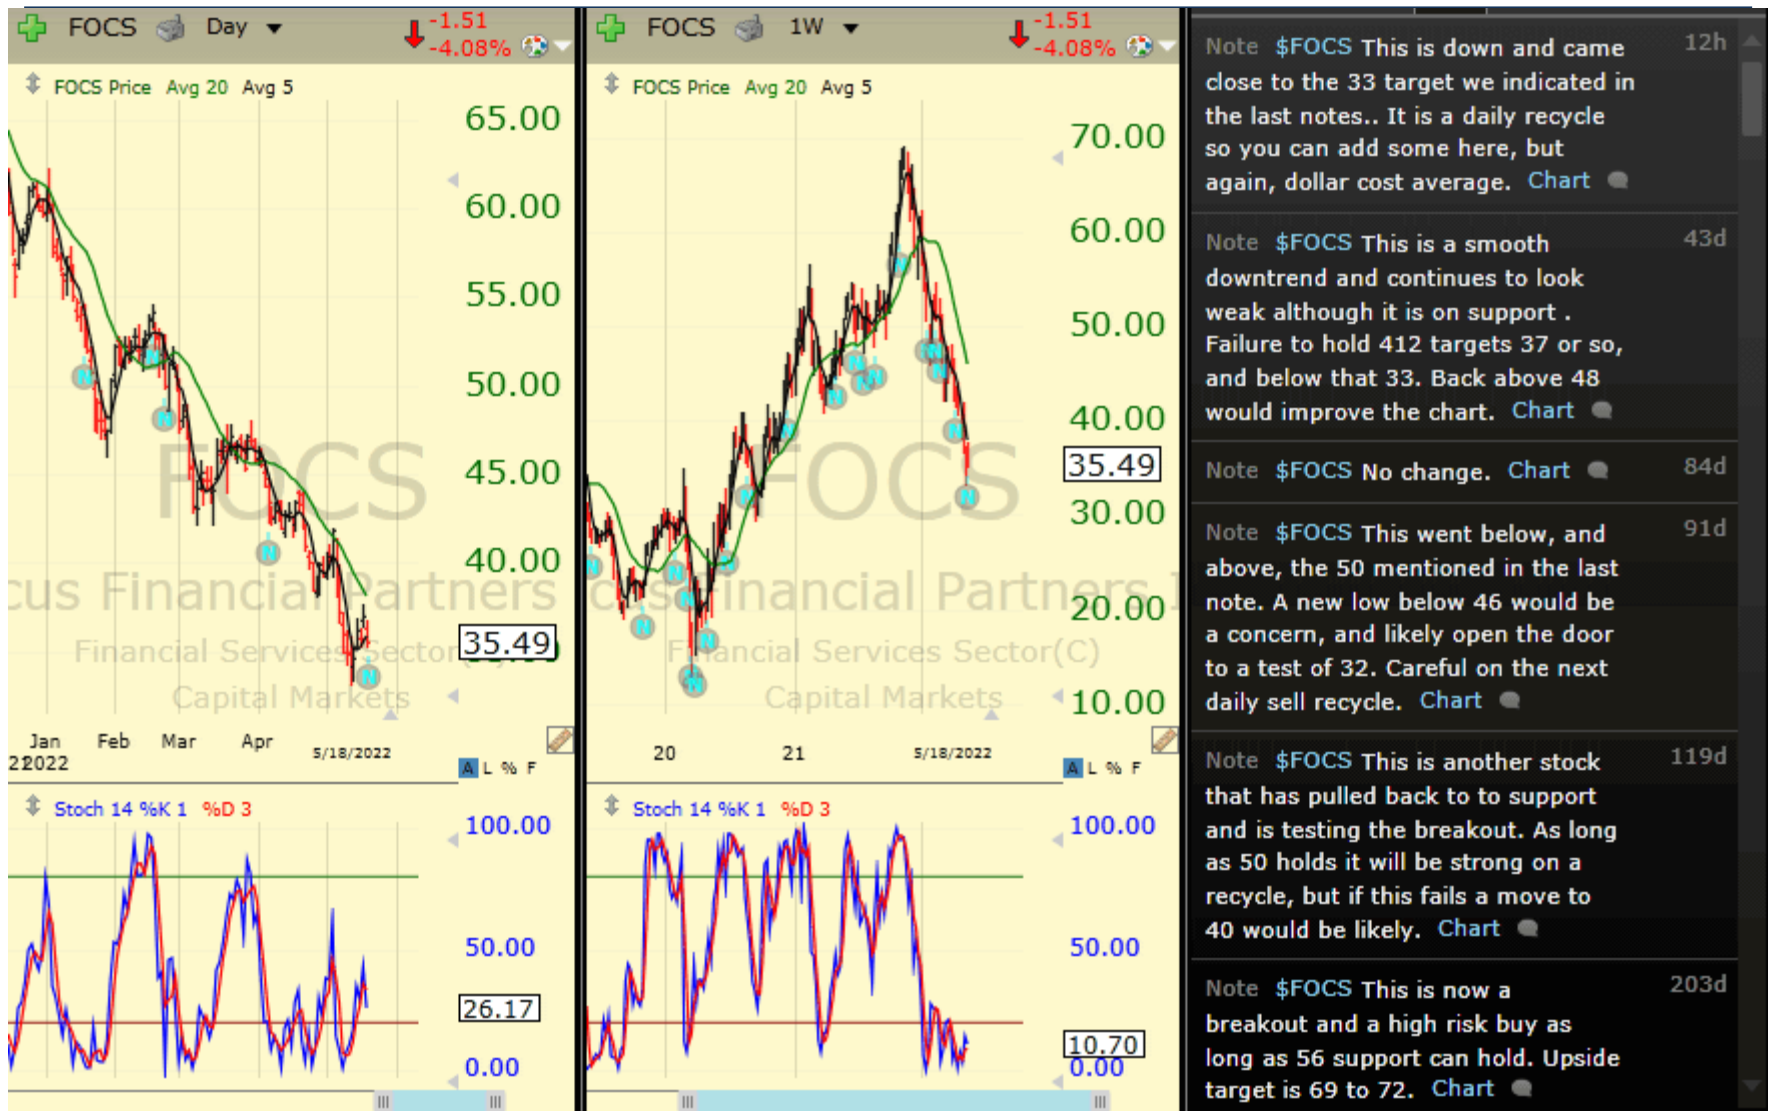 FOCS Day
-1.51
-4.08%
FOCS Price Avg 20 Avg 5
65.00
60.00
55.00
50.00
45.00
40.00
35.49
FOCS
cus Financial Partners
Financial Services Sector(
Capital Markets
Jan Feb Mar Apr 5/18/2022
2022
A L % F
Stoch 14 %K 1 %D 3
100.00
50.00
26.17
0.00
FOCS 1W
-1.51
-4.08%
FOCS Price Avg 20 Avg 5
70.00
60.00
50.00
40.00
35.49
30.00
20.00
10.00
FOCS
cus Financial Partners I
Financial Services Sector(C)
Capital Markets
20 21 5/18/2022
A L % F
Stoch 14 %K 1 %D 3
100.00
50.00
10.70
0.00
Note $FOCS This is down and came 12h
close to the 33 target we indicated in
the last notes.. It is a daily recycle
so you can add some here, but
again, dollar cost average. Chart
Note $FOCS This is a smooth 43d
downtrend and continues to look
weak although it is on support .
Failure to hold 412 targets 37 or so,
and below that 33. Back above 48
would improve the chart. Chart
Note $FOCS No change. Chart 84d
Note $FOCS This went below, and 91d
above, the 50 mentioned in the last
note. A new low below 46 would be
a concern, and likely open the door
to a test of 32. Careful on the next
daily sell recycle. Chart
Note $FOCS This is another stock 119d
that has pulled back to to support
and is testing the breakout. As long
as 50 holds it will be strong on a
recycle, but if this fails a move to
40 would be likely. Chart
Note $FOCS This is now a 203d
breakout and a high risk buy as
long as 56 support can hold. Upside
target is 69 to 72. Chart